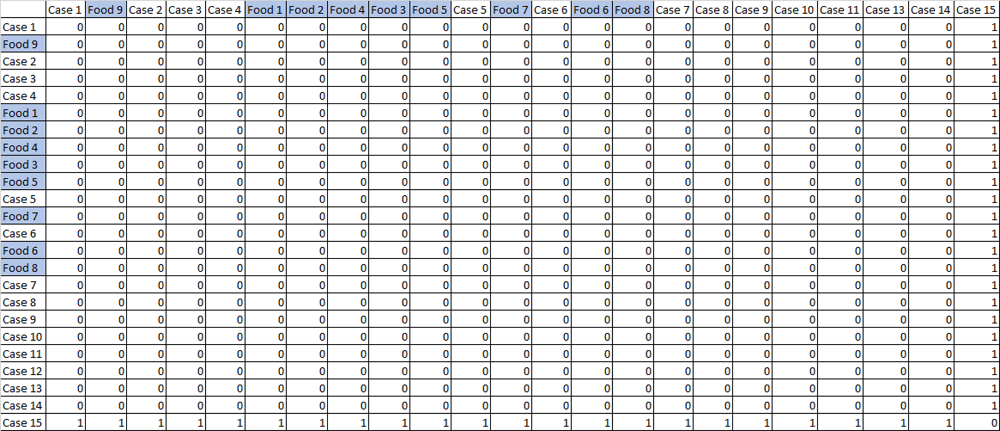 Case 1 Food 9 Case 2 Case 3 Case 4 Food 1 Food 2 Food 4 Food 3 Food 5 Case 5 Food 7 Case 6 Food 6 Food 8 Case 7 Case 8 Case 9 Case 10 Case 11 Case 13 Case 14 Case 15
Case 1 0 0 0 0 0 0 0 0 0 0 0 0 0 0 0 0 0 0 0 0 0 0 1
Food 9 0 0 0 0 0 0 0 0 0 0 0 0 0 0 0 0 0 0 0 0 0 0 1
Case 2 0 0 0 0 0 0 0 0 0 0 0 0 0 0 0 0 0 0 0 0 0 0 1
Case 3 0 0 0 0 0 0 0 0 0 0 0 0 0 0 0 0 0 0 0 0 0 0 1
Case 4 0 0 0 0 0 0 0 0 0 0 0 0 0 0 0 0 0 0 0 0 0 0 1
Food 1 0 0 0 0 0 0 0 0 0 0 0 0 0 0 0 0 0 0 0 0 0 0 1
Food 2 0 0 0 0 0 0 0 0 0 0 0 0 0 0 0 0 0 0 0 0 0 0 1
Food 4 0 0 0 0 0 0 0 0 0 0 0 0 0 0 0 0 0 0 0 0 0 0 1
Food 3 0 0 0 0 0 0 0 0 0 0 0 0 0 0 0 0 0 0 0 0 0 0 1
Food 5 0 0 0 0 0 0 0 0 0 0 0 0 0 0 0 0 0 0 0 0 0 0 1
Case 5 0 0 0 0 0 0 0 0 0 0 0 0 0 0 0 0 0 0 0 0 0 0 1
Food 7 0 0 0 0 0 0 0 0 0 0 0 0 0 0 0 0 0 0 0 0 0 0 1
Case 6 0 0 0 0 0 0 0 0 0 0 0 0 0 0 0 0 0 0 0 0 0 0 1
Food 6 0 0 0 0 0 0 0 0 0 0 0 0 0 0 0 0 0 0 0 0 0 0 1
Food 8 0 0 0 0 0 0 0 0 0 0 0 0 0 0 0 0 0 0 0 0 0 0 1
Case 7 0 0 0 0 0 0 0 0 0 0 0 0 0 0 0 0 0 0 0 0 0 0 1
Case 8 0 0 0 0 0 0 0 0 0 0 0 0 0 0 0 0 0 0 0 0 0 0 1
Case 9 0 0 0 0 0 0 0 0 0 0 0 0 0 0 0 0 0 0 0 0 0 0 1
Case 10 0 0 0 0 0 0 0 0 0 0 0 0 0 0 0 0 0 0 0 0 0 0 1
Case 11 0 0 0 0 0 0 0 0 0 0 0 0 0 0 0 0 0 0 0 0 0 0 1
Case 12 0 0 0 0 0 0 0 0 0 0 0 0 0 0 0 0 0 0 0 0 0 0 1
Case 13 0 0 0 0 0 0 0 0 0 0 0 0 0 0 0 0 0 0 0 0 0 0 1
Case 14 0 0 0 0 0 0 0 0 0 0 0 0 0 0 0 0 0 0 0 0 0 0 1
Case 15 1 1 1 1 1 1 1 1 1 1 1 1 1 1 1 1 1 1 1 1 1 1 0